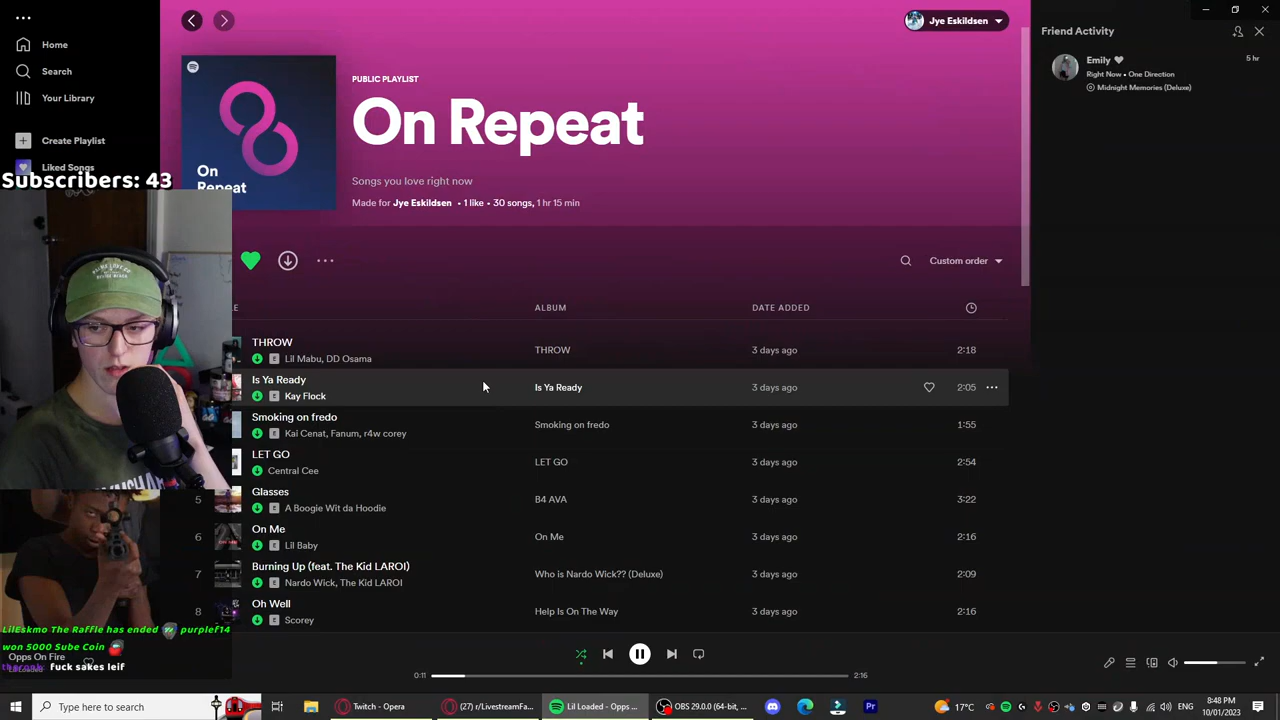 Home
Search
Your Library
Create Playlist
Liked Songs
Subscribers: 43
Jye Eskildsen
PUBLIC PLAYLIST
On Repeat
Songs you love right now
Made for Jye Eskildsen • 1 like • 30 songs, 1 hr 15 min
On
Repeat
Custom order
ALBUM
DATE ADDED
THROW
E Lil Mabu, DD Osama
THROW
3 days ago
2:18
Is Ya Ready
E Kay Flock
Is Ya Ready
3 days ago
2:05
Smoking on fredo
E Kai Cenat, Fanum, r4w corey
Smoking on fredo
3 days ago
1:55
LET GO
Central Cee
LET GO
3 days ago
2:54
5
Glasses
E A Boogie Wit da Hoodie
B4 AVA
3 days ago
3:22
6
On Me
E Lil Baby
On Me
3 days ago
2:16
7
Burning Up (feat. The Kid LAROI)
E Nardo Wick, The Kid LAROI
Who is Nardo Wick?? (Deluxe)
3 days ago
2:09
8
Oh Well
E Scorey
Help Is On The Way
3 days ago
2:16
Friend Activity
Emily
5 hr
Right Now • One Direction
Midnight Memories (Deluxe)
LilEskmo The Raffle has ended purplef14
won 5000 Sube Coin
Opps On Fire
fuck sakes leif
0:11
2:16
Type here to search
Twitch - Opera
(27) r/LivestreamFa...
Lil Loaded - Opps ...
OBS 29.0.0 (64-bit, ...
Pr
17°C
ENG
8:48 PM
10/01/2023